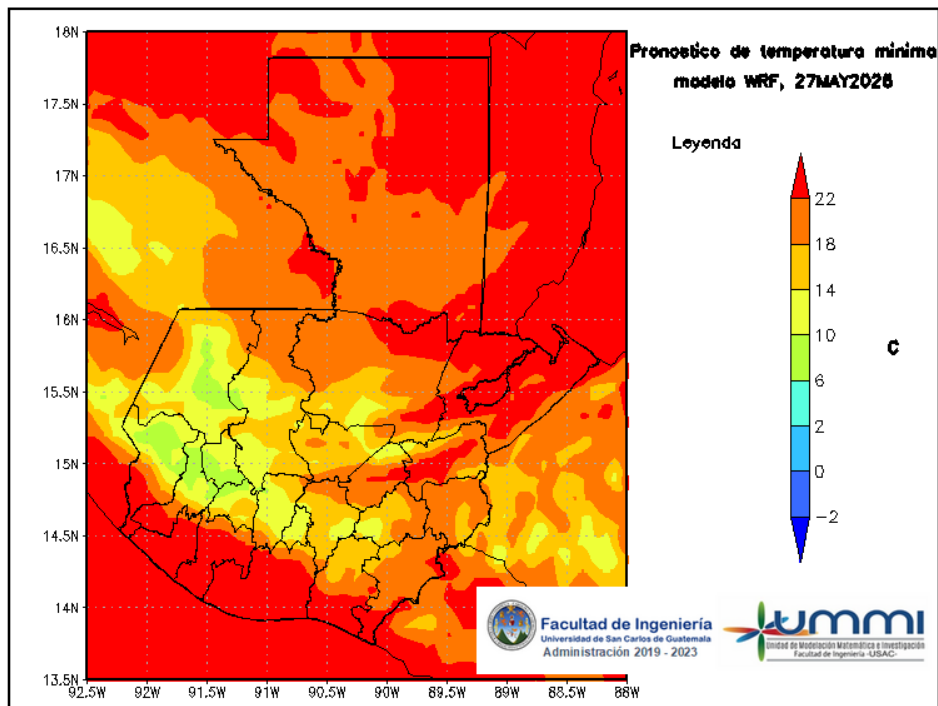 Pronostico de temperatura minima
modelo WRF, 27MAY2026
Leyenda
22
18
14
10
6
2
0
−2
C
18N
17.5N
17N
16.5N
16N
15.5N
15N
14.5N
14N
13.5N
92.5W 92W 91.5W 91W 90.5W 90W 89.5W 89W 88.5W 88W
Facultad de Ingeniería
Universidad de San Carlos de Guatemala
Administración 2019 - 2023
ummi
Unidad de Modelación Matemática e Investigación
Facultad de Ingeniería -USAC-